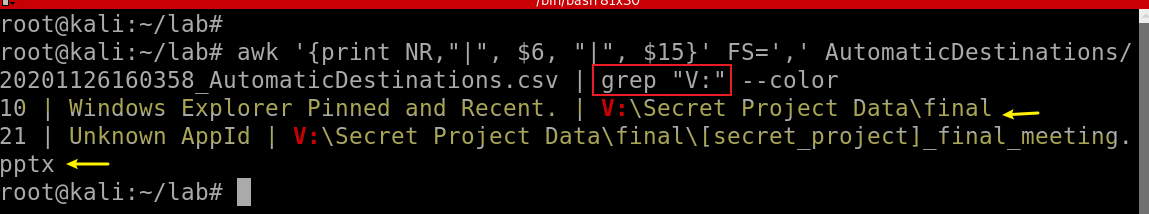 /bin/bash 81x30
root@kali:~/lab#
root@kali:~/lab# awk '{print NR,"|", $6, "|", $15}' FS=',' AutomaticDestinations/
20201126160358_AutomaticDestinations.csv | grep "V:" --color
10 | Windows Explorer Pinned and Recent. | V:\Secret Project Data\final
21 | Unknown AppId | V:\Secret Project Data\final\[secret_project]_final_meeting.
pptx
root@kali:~/lab#